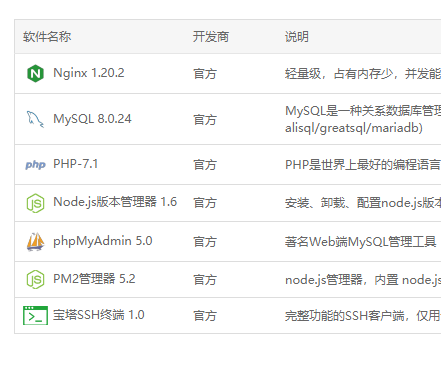 软件名称 开发商 说明
Nginx 1.20.2 官方 轻量级，占有内存少，并发能
MySQL 8.0.24 官方 MySQL是一种关系数据库管理
alisql/greatsql/mariadb)
php PHP-7.1 官方 PHP是世界上最好的编程语言
Node.js版本管理器 1.6 官方 安装、卸载、配置node.js版本
phpMyAdmin 5.0 官方 著名Web端MySQL管理工具
PM2管理器 5.2 官方 node.js管理器，内置 node.js
宝塔SSH终端 1.0 官方 完整功能的SSH客户端，仅用